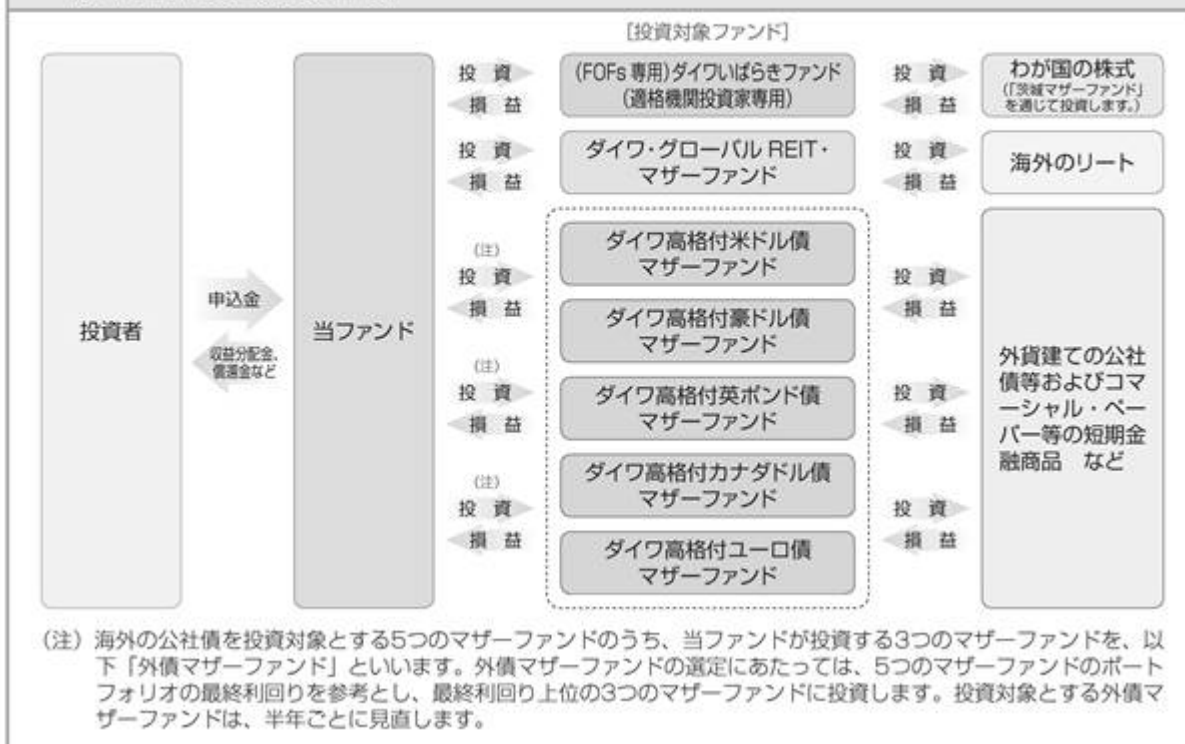 [投資対象ファンド]
投資者
申込金
収益分配金、
償還金など
当ファンド
投 資
損 益
(FOFs 専用)ダイワいばらきファンド
(適格機関投資家専用)
投 資
損 益
わが国の株式
(「茨城マザーファンド」
を通じて投資します。)
投 資
損 益
ダイワ・グローバル REIT・
マザーファンド
投 資
損 益
海外のリート
(注)
投 資
損 益
(注)
投 資
損 益
(注)
投 資
損 益
ダイワ高格付米ドル債
マザーファンド
ダイワ高格付豪ドル債
マザーファンド
ダイワ高格付英ポンド債
マザーファンド
ダイワ高格付カナダドル債
マザーファンド
ダイワ高格付ユーロ債
マザーファンド
投 資
損 益
投 資
損 益
投 資
損 益
外貨建ての公社
債等およびコマ
ーシャル・ペー
パー等の短期金
融商品 など
(注) 海外の公社債を投資対象とする5つのマザーファンドのうち、当ファンドが投資する3つのマザーファンドを、以
下「外債マザーファンド」といいます。外債マザーファンドの選定にあたっては、5つのマザーファンドのポート
フォリオの最終利回りを参考とし、最終利回り上位の3つのマザーファンドに投資します。投資対象とする外債マ
ザーファンドは、半年ごとに見直します。